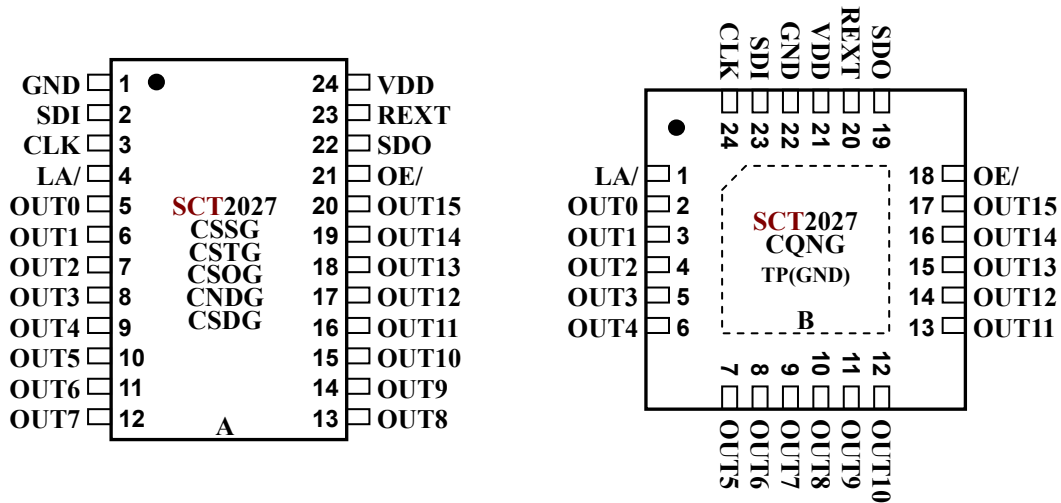 GND 1 24 VDD
SDI 2 23 REXT
CLK 3 22 SDO
LA/ 4 21 OE/
OUT0 5 SCT2027 20 OUT15
OUT1 6 CSSG 19 OUT14
OUT2 7 CSTG 18 OUT13
CSOG
OUT3 8 CNDG 17 OUT12
OUT4 9 CSDG 16 OUT11
OUT5 10 15 OUT10
OUT6 11 14 OUT9
OUT7 12 13 OUT8
A
CLK SDI GND VDD REXT SDO
24 23 22 21 20 19
LA/ 1 18 OE/
OUT0 2 17 OUT15
OUT1 3 SCT2027 16 OUT14
CQNG
OUT2 4 TP(GND) 15 OUT13
OUT3 5 14 OUT12
OUT4 6 B 13 OUT11
7 8 9 10 11 12
OUT5 OUT6 OUT7 OUT8 OUT9 OUT10